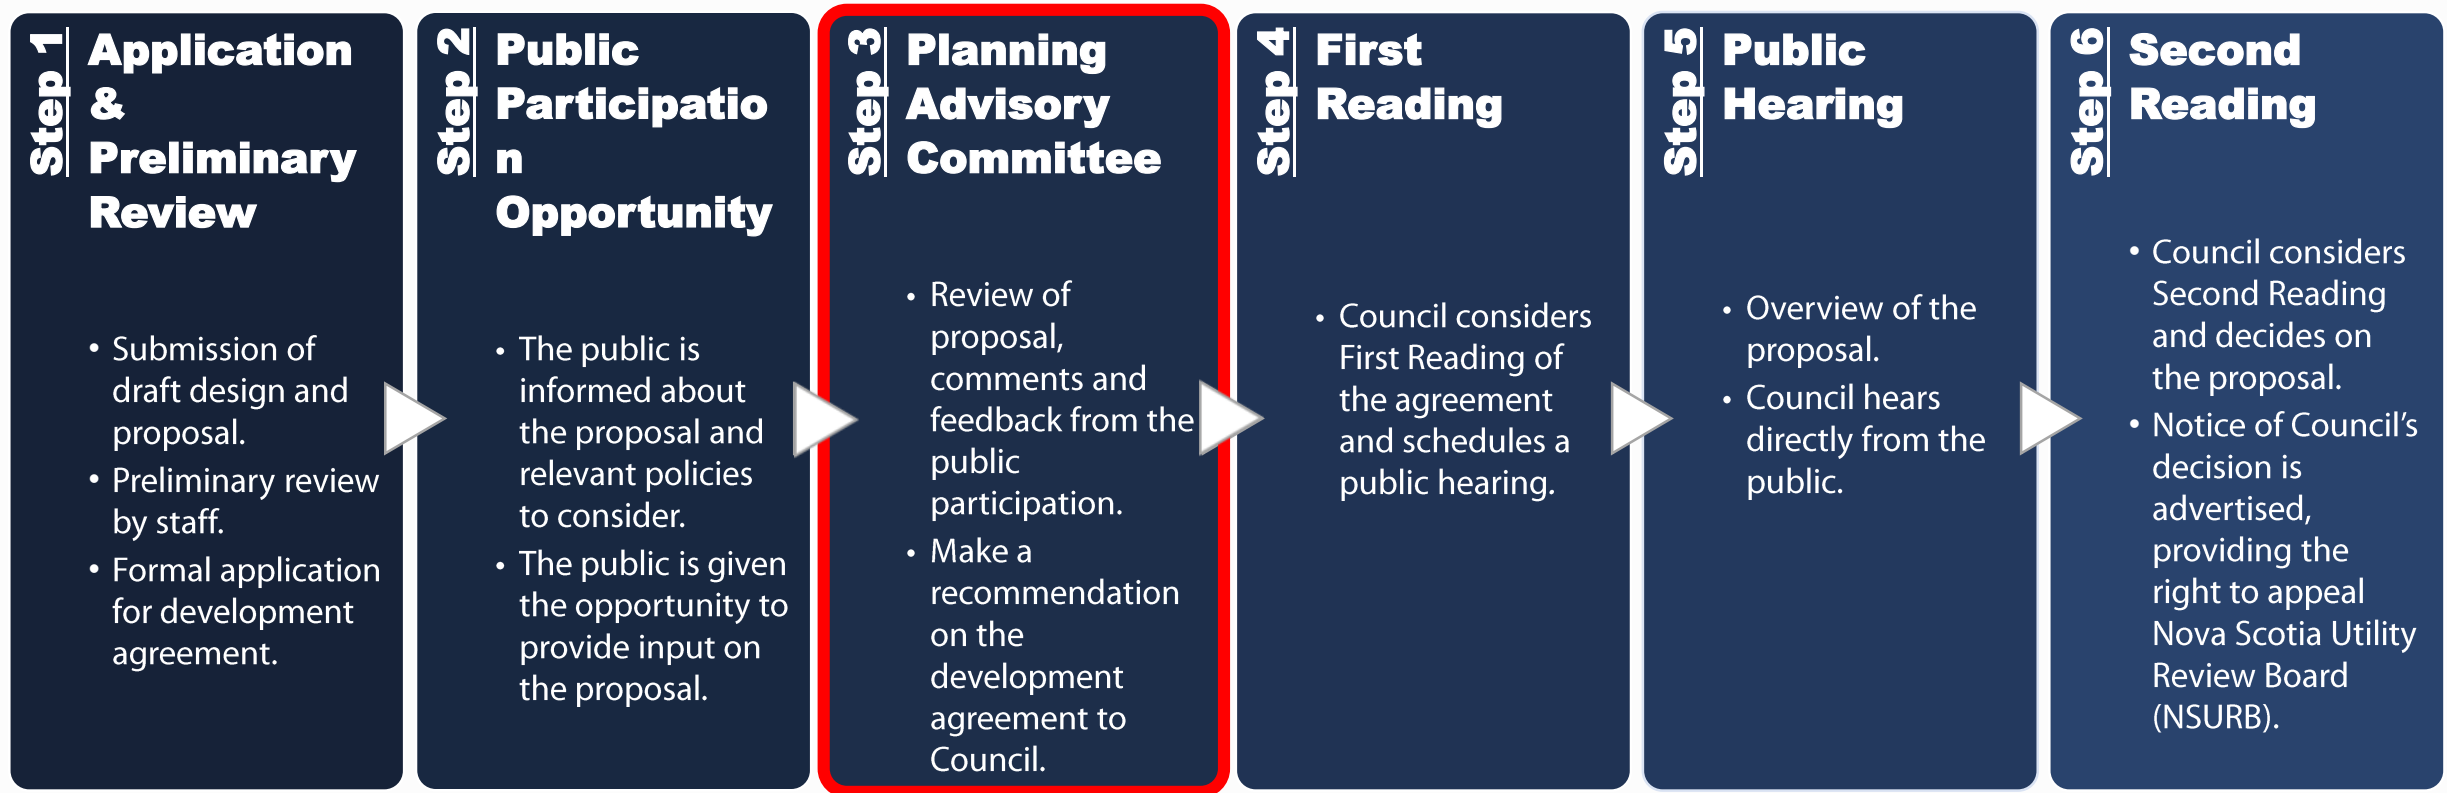 Step 1
Application
&
Preliminary
Review
• Submission of
draft design and
proposal.
• Preliminary review
by staff.
• Formal application
for development
agreement.
Step 2
Public
Participatio
n
Opportunity
• The public is
informed about
the proposal and
relevant policies
to consider.
• The public is given
the opportunity to
provide input on
the proposal.
Step 3
Planning
Advisory
Committee
• Review of
proposal,
comments and
feedback from the
public
participation.
• Make a
recommendation
on the
development
agreement to
Council.
Step 4
First
Reading
• Council considers
First Reading of
the agreement
and schedules a
public hearing.
Step 5
Public
Hearing
• Overview of the
proposal.
• Council hears
directly from the
public.
Step 6
Second
Reading
• Council considers
Second Reading
and decides on
the proposal.
• Notice of Council’s
decision is
advertised,
providing the
right to appeal
Nova Scotia Utility
Review Board
(NSURB).